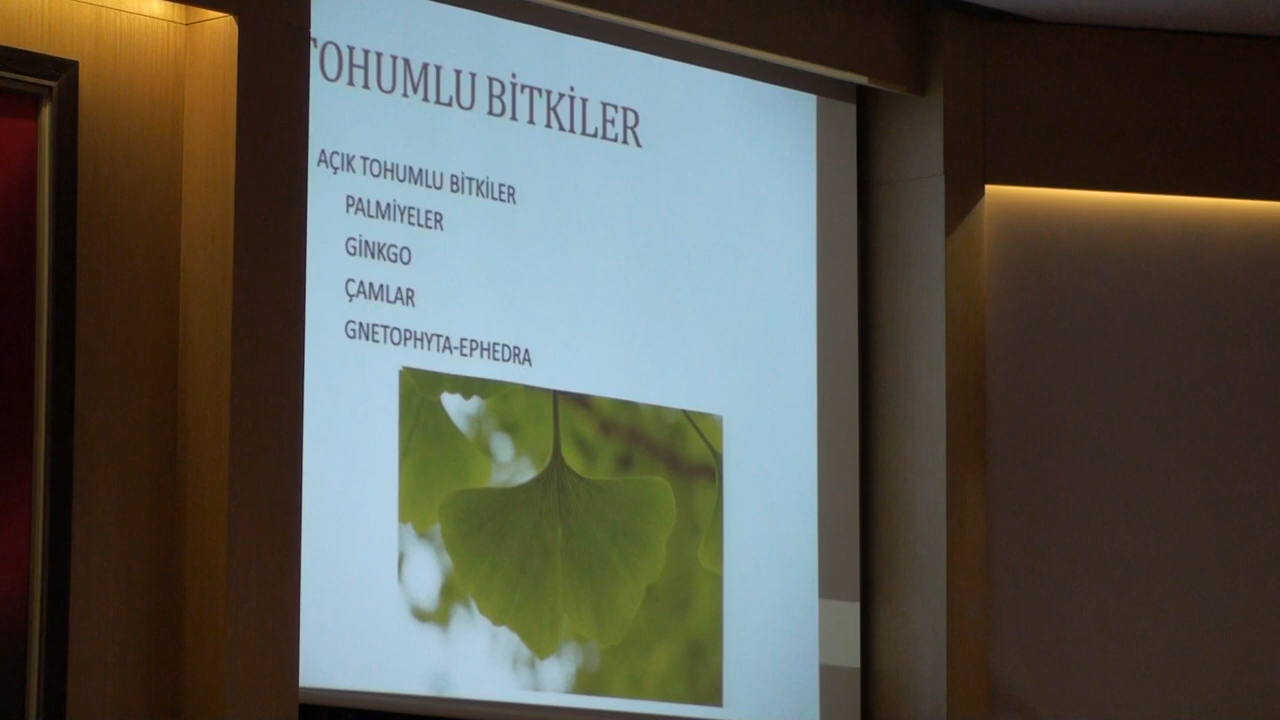 TOHUMLU BİTKİLER
AÇIK TOHUMLU BİTKİLER
PALMİYELER
GİNKGO
ÇAMLAR
GNETOPHYTA-EPHEDRA